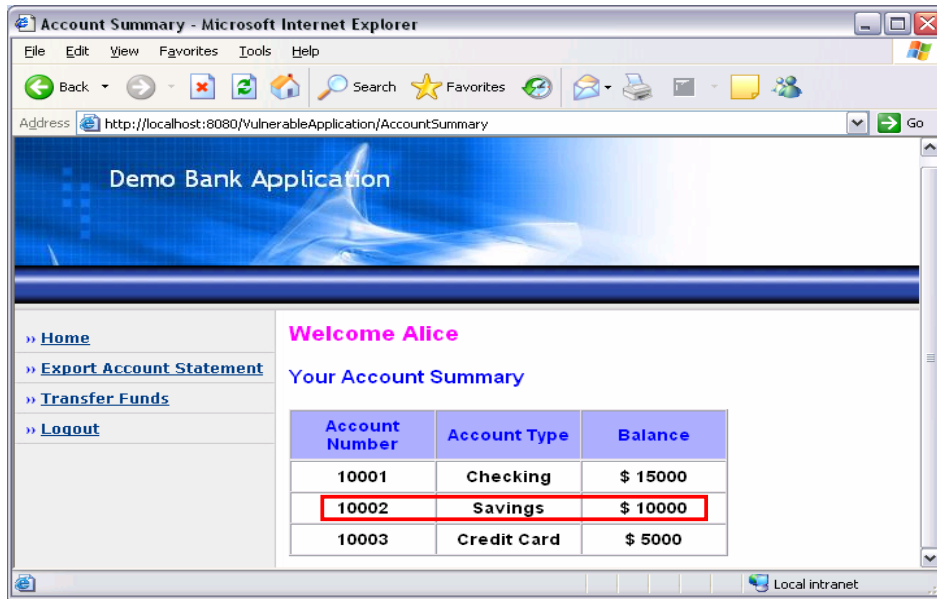 Account Summary - Microsoft Internet Explorer
File Edit View Favorites Tools Help
Back Search Favorites
Address http://localhost:8080/VulnerableApplication/AccountSummary Go
Demo Bank Application
» Home
» Export Account Statement
» Transfer Funds
» Logout
Welcome Alice
Your Account Summary
Account Number Account Type Balance
10001 Checking $ 15000
10002 Savings $ 10000
10003 Credit Card $ 5000
Local intranet